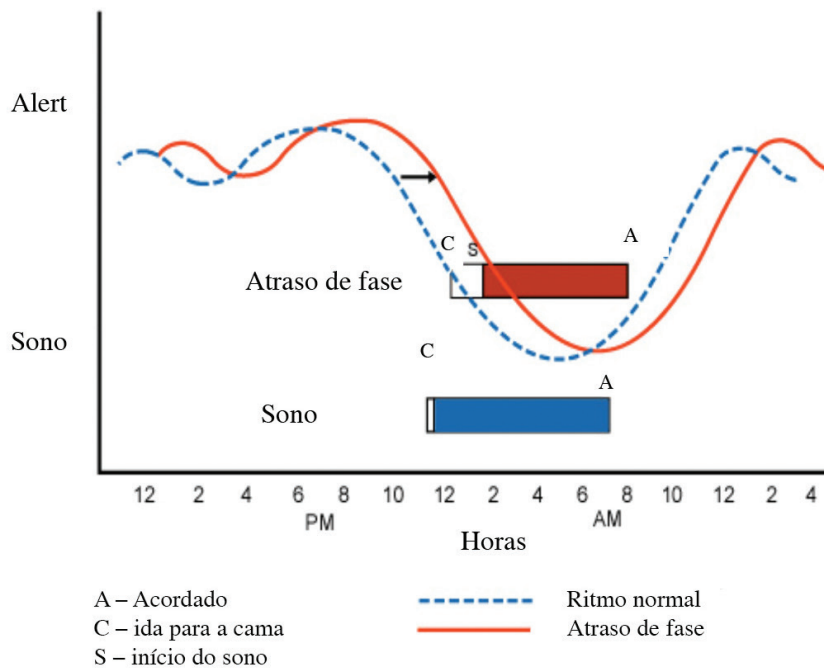 Alert
C
S
A
Atraso de fase
Sono
C
A
Sono
12 2 4 6 8 10 12 2 4 6 8 10 12 2 4
PM AM
Horas
A – Acordado
C – ida para a cama
S – início do sono
Ritmo normal
Atraso de fase